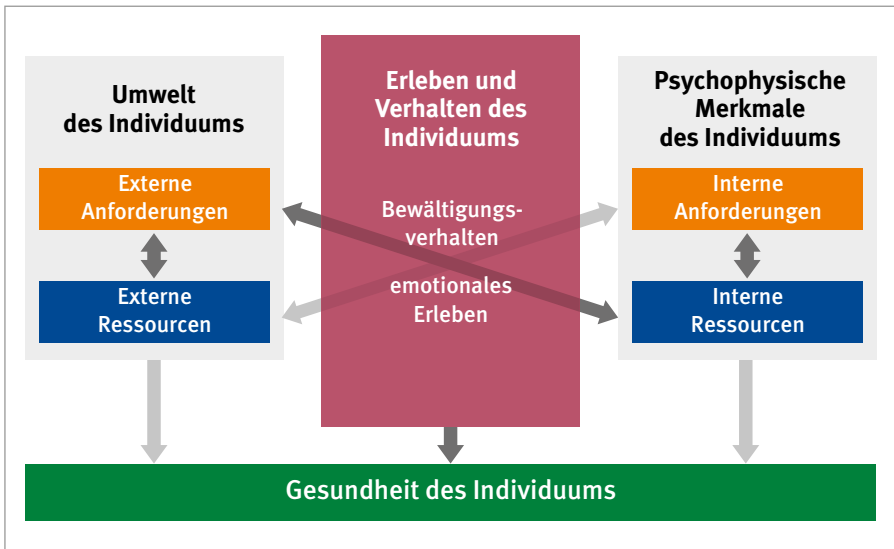 Umwelt
des Individuums
Externe
Anforderungen
Externe
Ressourcen
Erleben und
Verhalten des
Individuums
Bewältigungs-
verhalten
emotionales
Erleben
Psychophysische
Merkmale
des Individuums
Interne
Anforderungen
Interne
Ressourcen
Gesundheit des Individuums